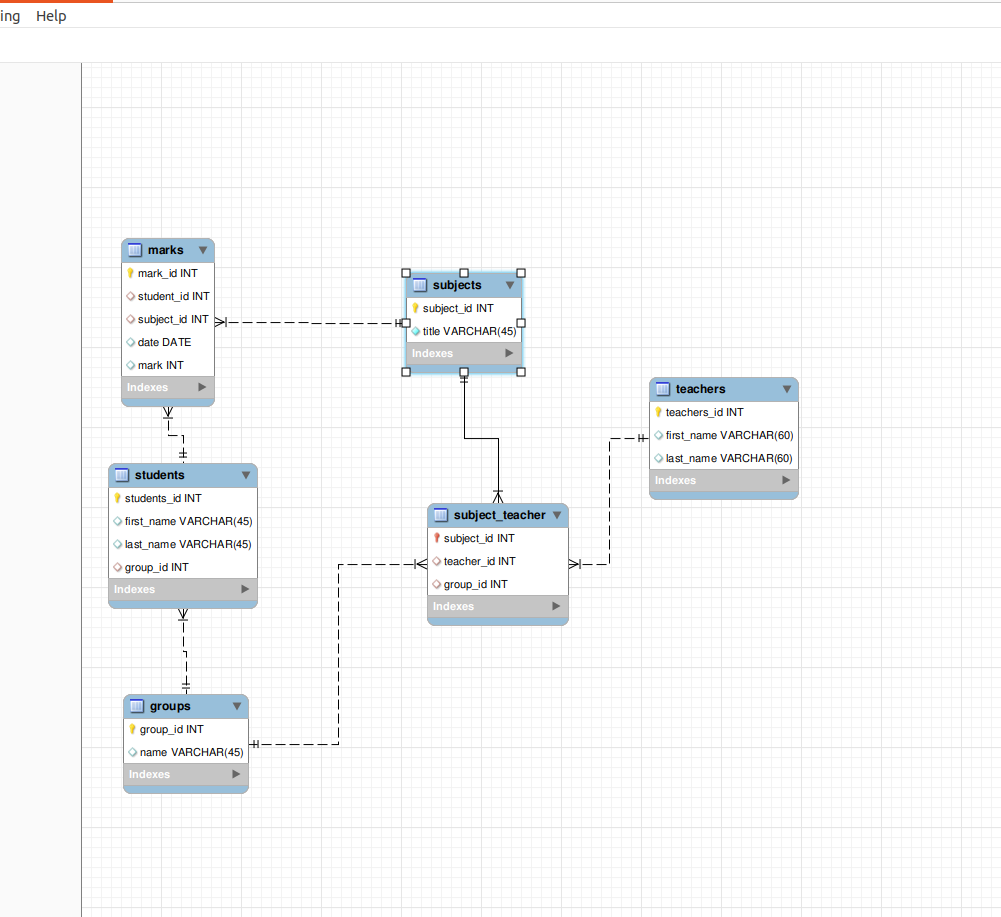 ing Help
marks
mark_id INT
student_id INT
subject_id INT
date DATE
mark INT
Indexes
subjects
subject_id INT
title VARCHAR(45)
Indexes
teachers
teachers_id INT
first_name VARCHAR(60)
last_name VARCHAR(60)
Indexes
students
students_id INT
first_name VARCHAR(45)
last_name VARCHAR(45)
group_id INT
Indexes
subject_teacher
subject_id INT
teacher_id INT
group_id INT
Indexes
groups
group_id INT
name VARCHAR(45)
Indexes